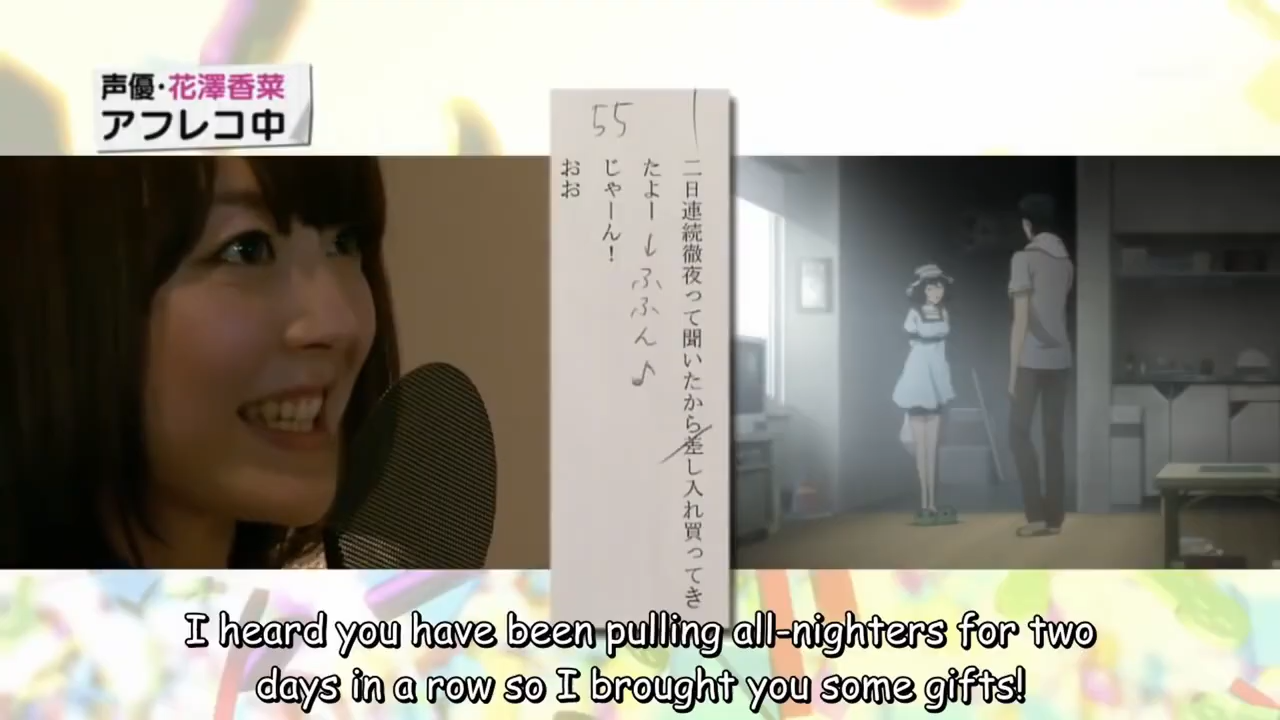 声優・花澤香菜
アフレコ中
二日連続徹夜って聞いたから差し入れ買ってき
たよー ふふん♪
55
じゃーん！
おお
I heard you have been pulling all-nighters for two
days in a row so I brought you some gifts!